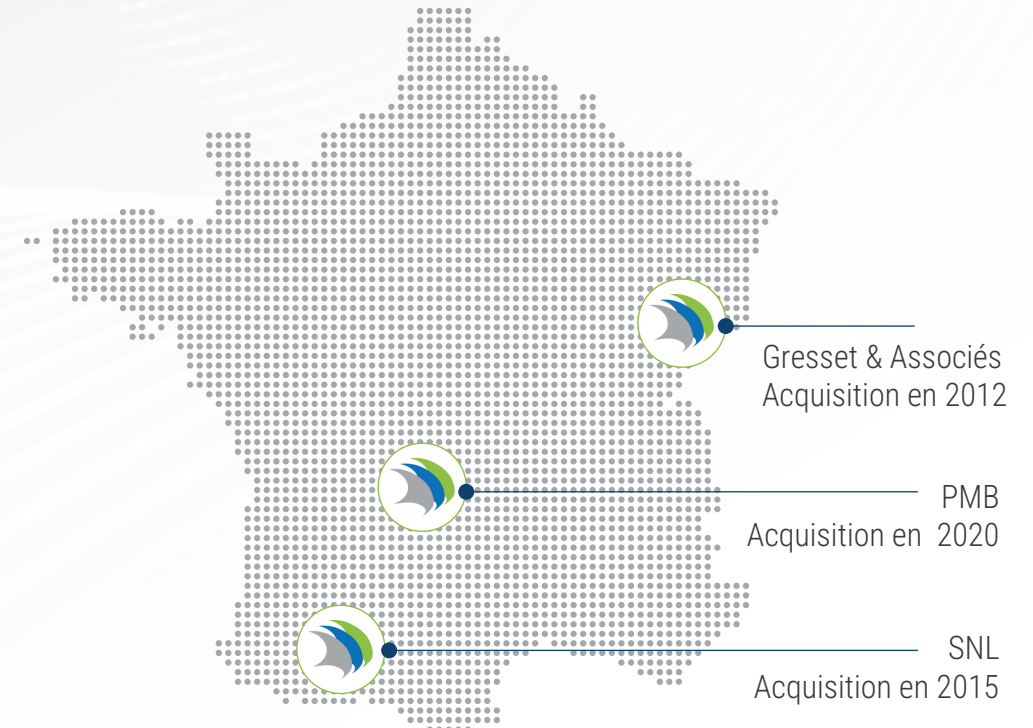 Gresset & Associés
Acquisition en 2012
PMB
Acquisition en 2020
SNL
Acquisition en 2015